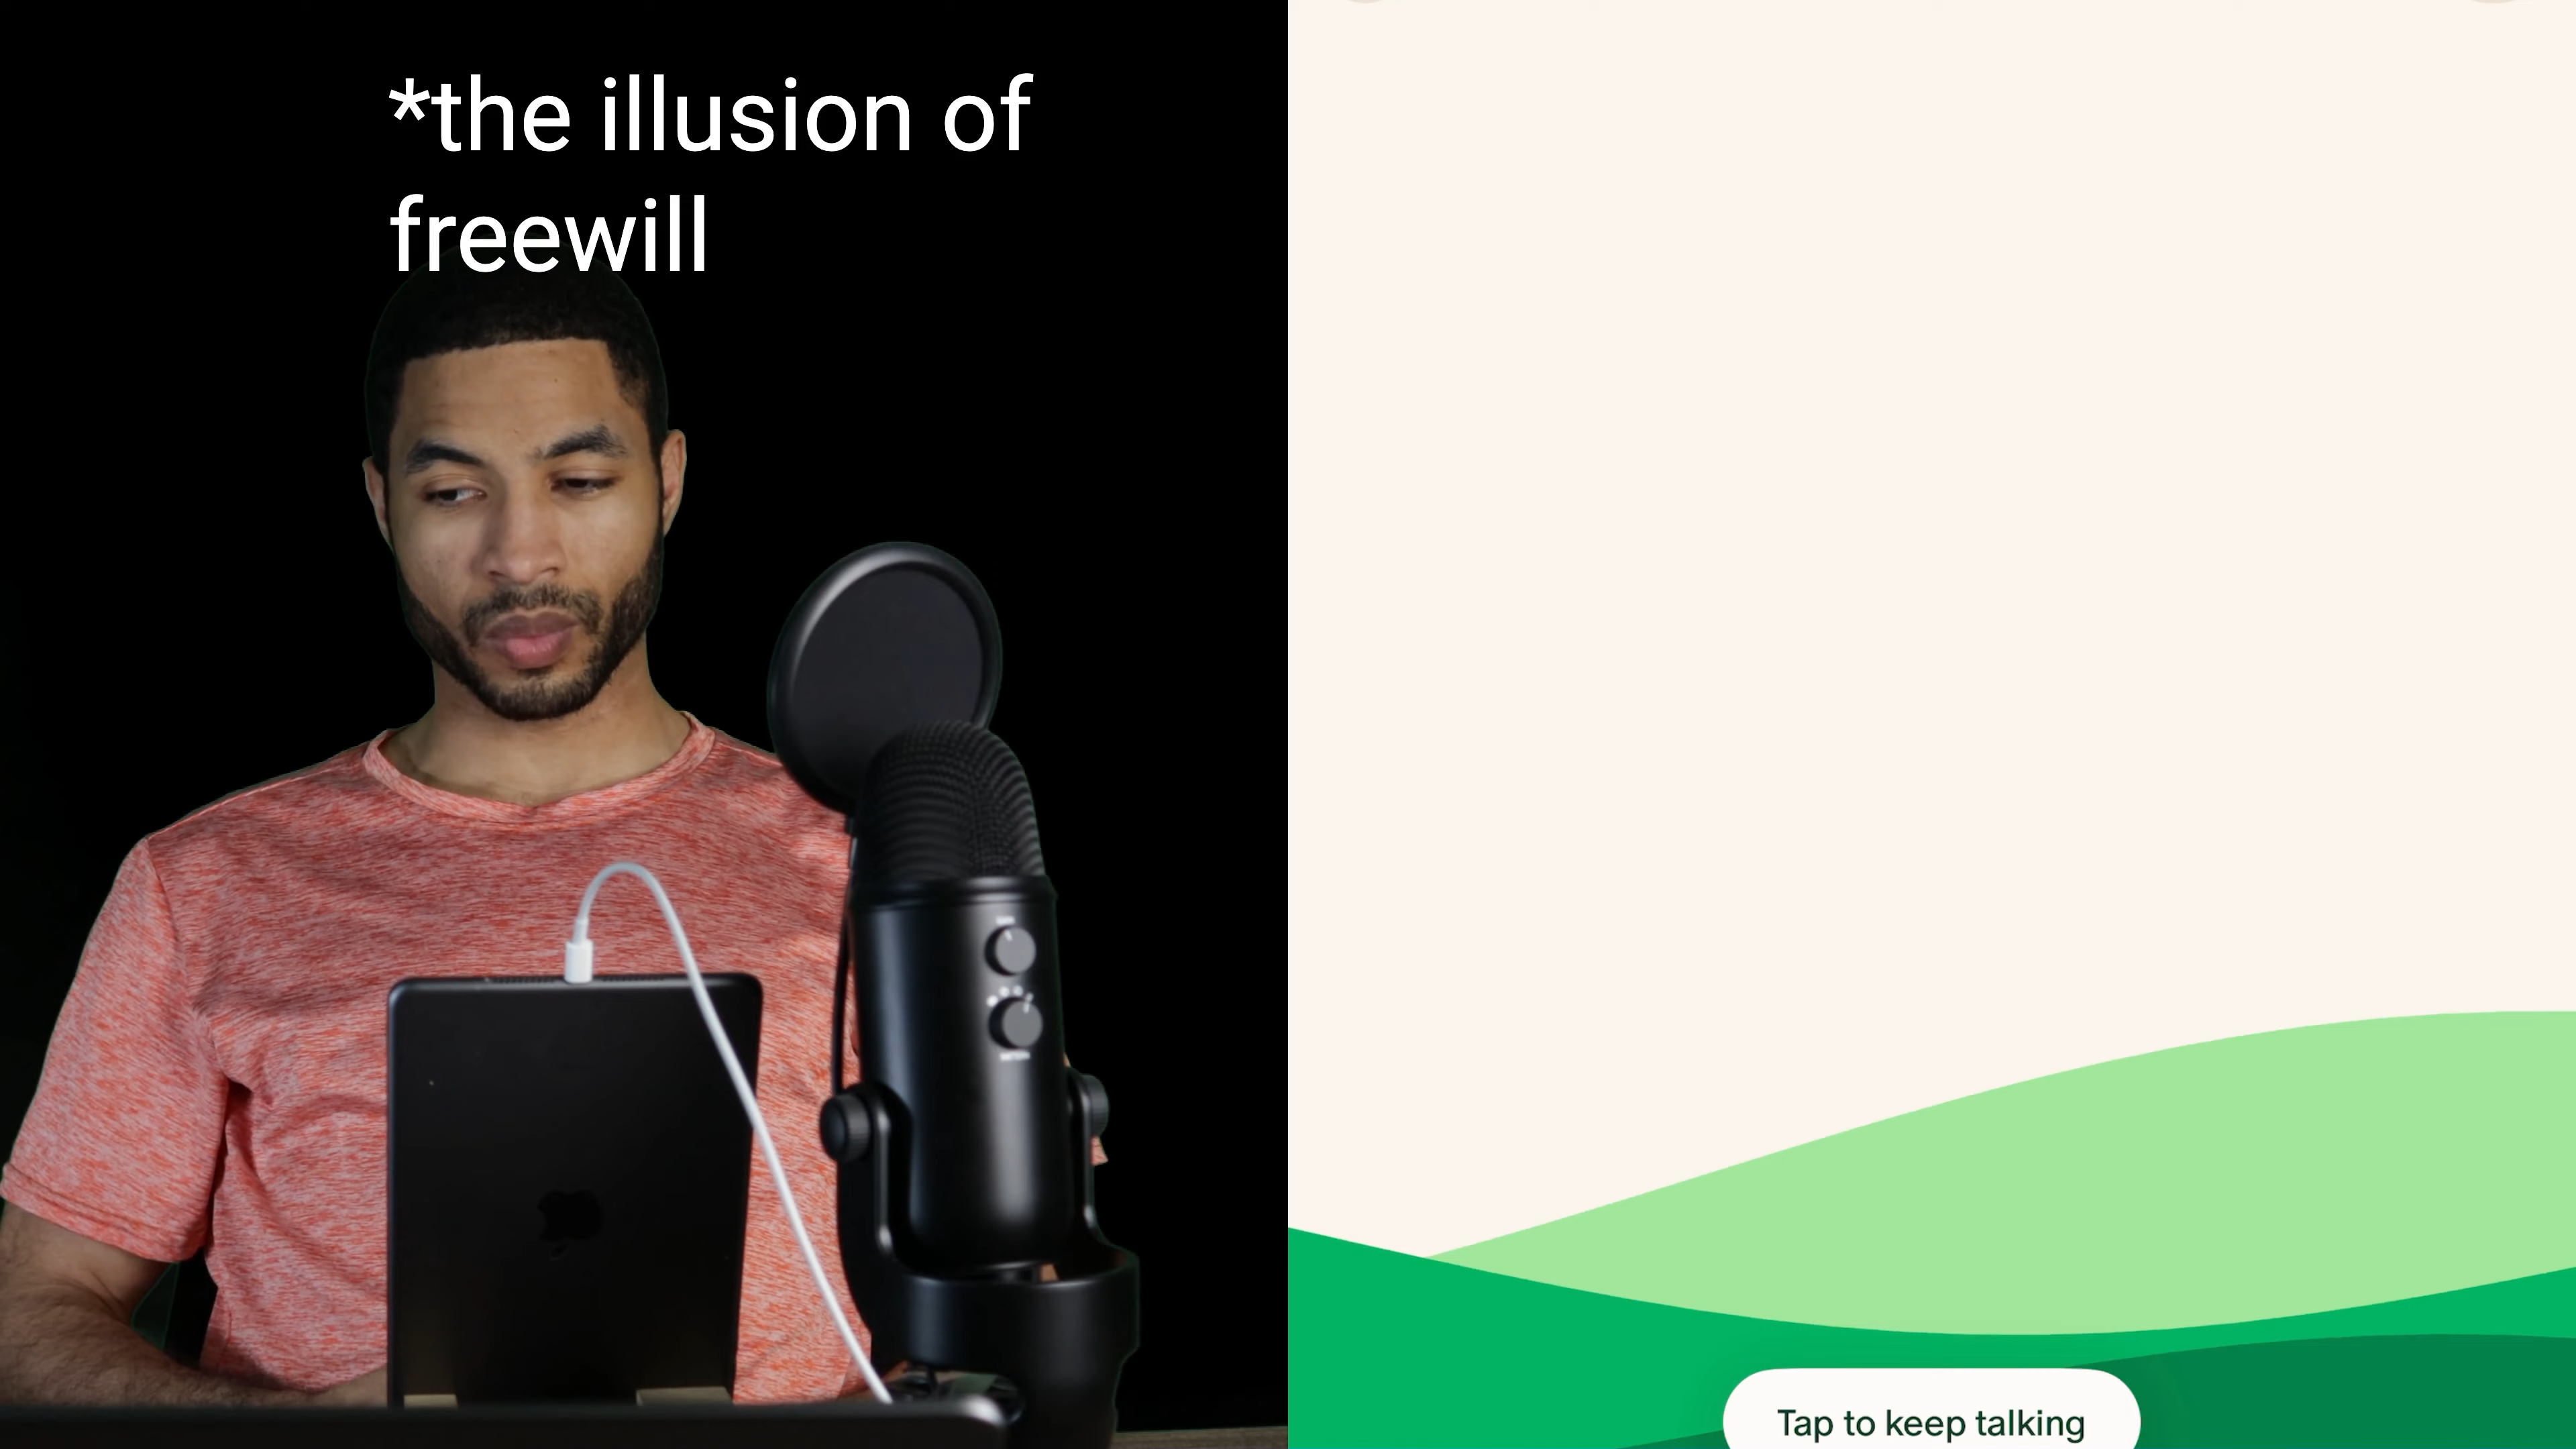 *the illusion of
freewill
Tap to keep talking